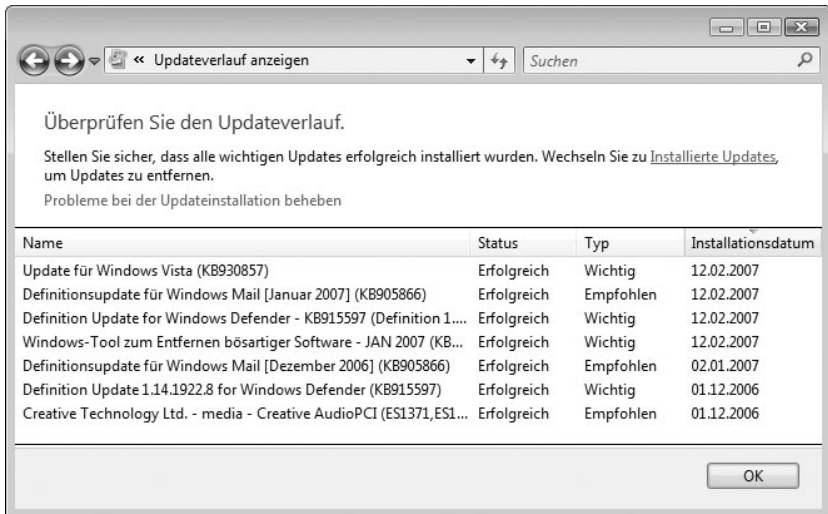 « Updateverlauf anzeigen
Suchen
Überprüfen Sie den Updateverlauf.
Stellen Sie sicher, dass alle wichtigen Updates erfolgreich installiert wurden. Wechseln Sie zu Installierte Updates,
um Updates zu entfernen.
Probleme bei der Updateinstallation beheben
Name Status Typ Installationsdatum
Update für Windows Vista (KB930857) Erfolgreich Wichtig 12.02.2007
Definitionsupdate für Windows Mail [Januar 2007] (KB905866) Erfolgreich Empfohlen 12.02.2007
Definition Update for Windows Defender - KB915597 (Definition 1.... Erfolgreich Wichtig 12.02.2007
Windows-Tool zum Entfernen bösartiger Software - JAN 2007 (KB... Erfolgreich Wichtig 12.02.2007
Definitionsupdate für Windows Mail [Dezember 2006] (KB905866) Erfolgreich Empfohlen 02.01.2007
Definition Update 1.14.1922.8 for Windows Defender (KB915597) Erfolgreich Wichtig 01.12.2006
Creative Technology Ltd. - media - Creative AudioPCI (ES1371,ES1... Erfolgreich Empfohlen 01.12.2006
OK